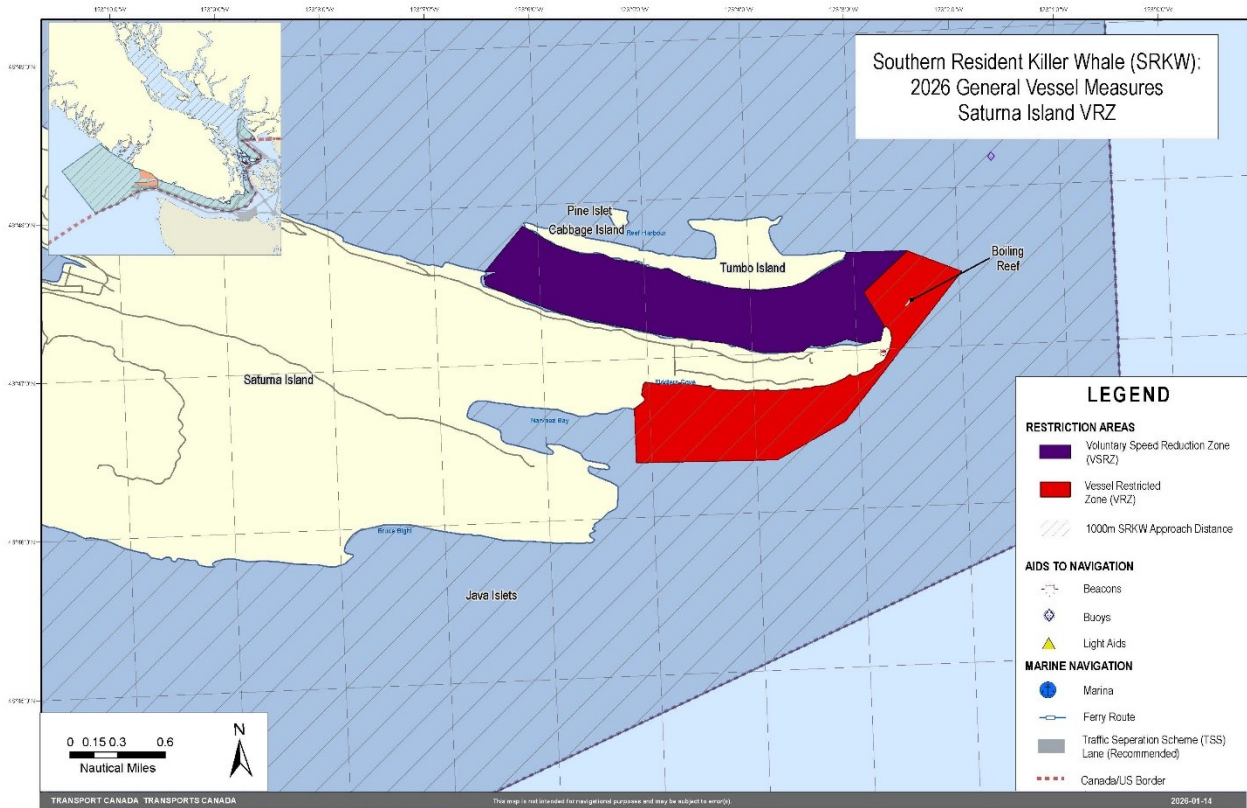 Southern Resident Killer Whale (SRKW):
2026 General Vessel Measures
Saturna Island VRZ
Pine Islet
Cabbage Island
Reef Harbour
Tumbo Island
Boiling
Reef
Saturna Island
Narvaez Bay
Bruce Bight
Java Islets
LEGEND
RESTRICTION AREAS
Voluntary Speed Reduction Zone
(VSRZ)
Vessel Restricted
Zone (VRZ)
1000m SRKW Approach Distance
AIDS TO NAVIGATION
Beacons
Buoys
Light Aids
MARINE NAVIGATION
Marina
Ferry Route
Traffic Seperation Scheme (TSS)
Lane (Recommended)
Canada/US Border
0 0.15 0.3 0.6
Nautical Miles
N
TRANSPORT CANADA TRANSPORTS CANADA
This map is not intended for navigational purposes and may be subject to error(s).
2026-01-14